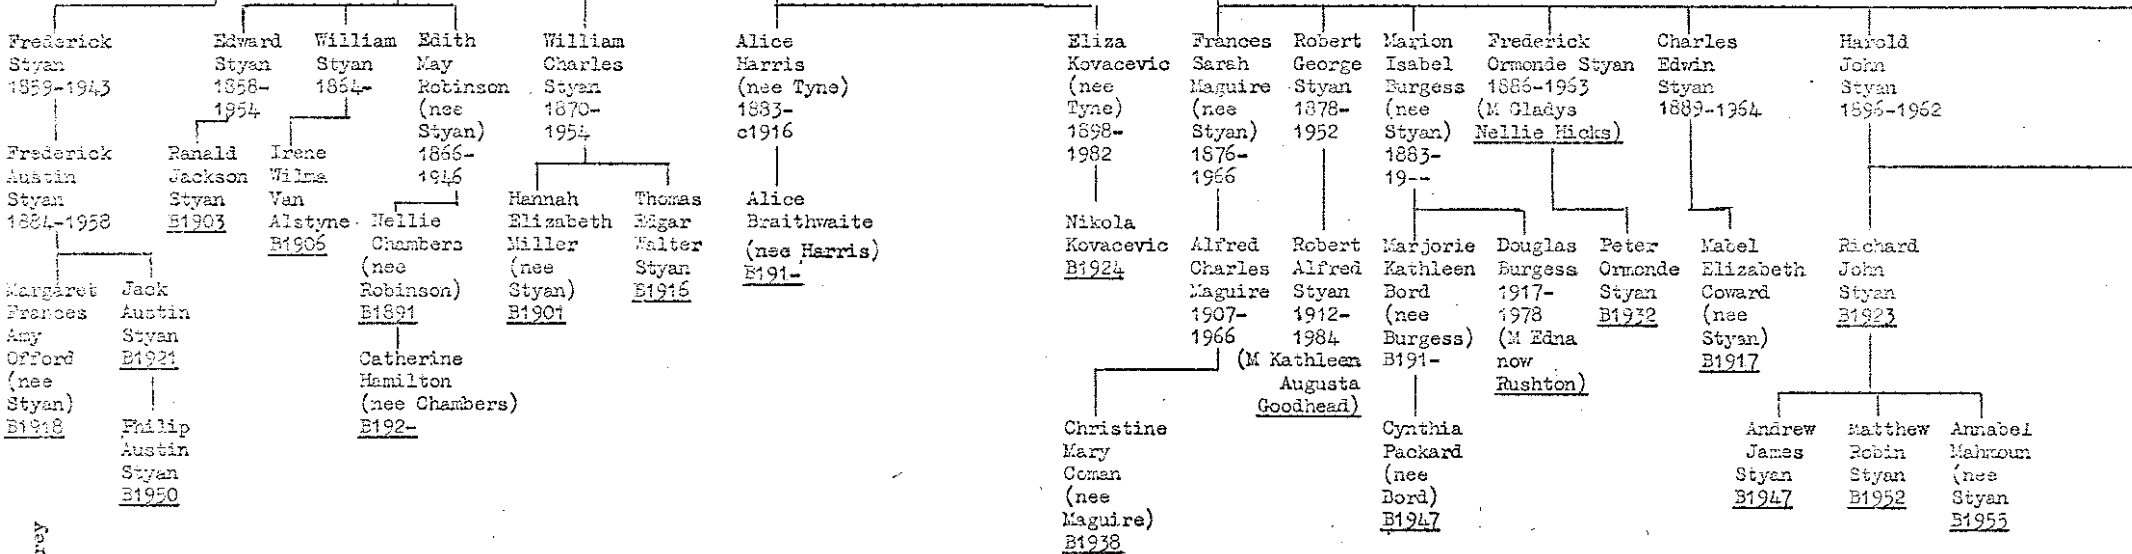 Frederick
Styan
1859-1943
Edward
Styan
1858-
1954
William
Styan
1864-
Edith
May
Robinson
(nee
Styan)
1866-
1946
William
Charles
Styan
1870-
1954
Alice
Harris
(nee Tyne)
1883-
c1916
Eliza
Kovacevic
(nee
Tyne)
1898-
1982
Frances
Sarah
Maguire
(nee
Styan)
1876-
1966
Robert
George
Styan
1878-
1952
Marion
Isabel
Burgess
(nee
Styan)
1883-
19--
Frederick
Ormonde Styan
1886-1963
(M Gladys
Nellie Hicks)
Charles
Edwin
Styan
1889-1964
Harold
John
Styan
1896-1962
Frederick
Austin
Styan
1884-1958
Ranald
Jackson
Styan
B1903
Irene
Wilma
Van
Alstyne
B1906
Nellie
Chambers
(nee
Robinson)
B1891
Hannah
Elizabeth
Miller
(nee
Styan)
B1901
Thomas
Edgar
Walter
Styan
B1916
Alice
Braithwaite
(nee Harris)
B191-
Nikola
Kovacevic
B1924
Alfred
Charles
Maguire
1907-
1966
Robert
Alfred
Styan
1912-
1984
(M Kathleen
Augusta
Goodhead)
Marjorie
Kathleen
Bord
(nee
Burgess)
B191-
Douglas
Burgess
1917-
1978
(M Edna
now
Rushton)
Peter
Ormonde
Styan
B1932
Mabel
Elizabeth
Coward
(nee
Styan)
B1917
Richard
John
Styan
B1923
Margaret
Frances
Amy
Offord
(nee
Styan)
B1918
Jack
Austin
Styan
B1921
Catherine
Hamilton
(nee Chambers)
B192-
Philip
Austin
Styan
B1950
Christine
Mary
Coman
(nee
Maguire)
B1938
Cynthia
Packard
(nee
Bord)
B1947
Andrew
James
Styan
B1947
Matthew
Robin
Styan
B1952
Annabel
Mahmoun
(nee
Styan
B1955
rey